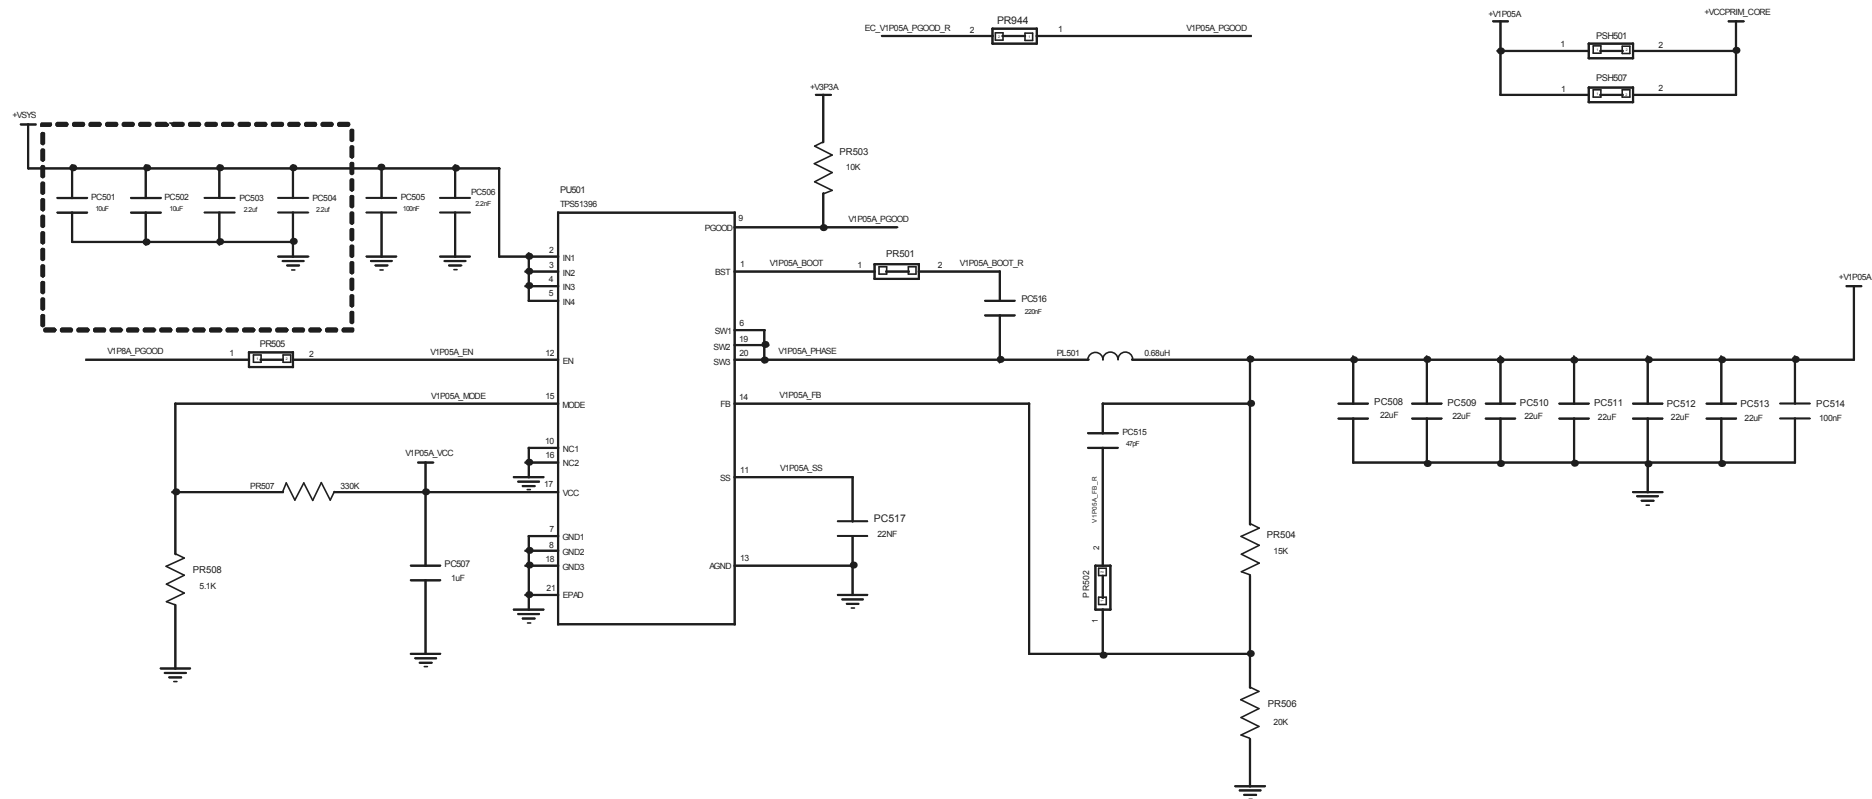 EC_V1P05A_PGOOD_R 2 PR944 1 V1P05A_PGOOD
+V1P05A
+VCCPRIM_CORE
1 PSH501 2
1 PSH507 2
+V3P3A
PR503
10K
+VSYS
PC501
10uF
PC502
10uF
PC503
2.2uf
PC504
2.2uf
PC505
100nF
PC506
2.2nF
PU501
TPS51396
PGOOD 9 V1P05A_PGOOD
BST 1 V1P05A_BOOT 1 PR501 2 V1P05A_BOOT_R
2 IN1
3 IN2
4 IN3
5 IN4
PC516
220nF
SW1 6
SW2 19
SW3 20 V1P05A_PHASE
PL501 0.68uH
+V1P05A
V1P8A_PGOOD 1 PR505 2 V1P05A_EN 12 EN
V1P05A_MODE 15 MODE
FB 14 V1P05A_FB
10 NC1
16 NC2
V1P05A_VCC
PR507 330K
17 VCC
SS 11 V1P05A_SS
PC515
47pF
V1P05A_FB_R
2
PR502
1
PC508
22uF
PC509
22uF
PC510
22uF
PC511
22uF
PC512
22uF
PC513
22uF
PC514
100nF
PC517
22NF
7 GND1
8 GND2
18 GND3
21 EPAD
AGND 13
PR508
5.1K
PC507
1uF
PR504
15K
PR506
20K